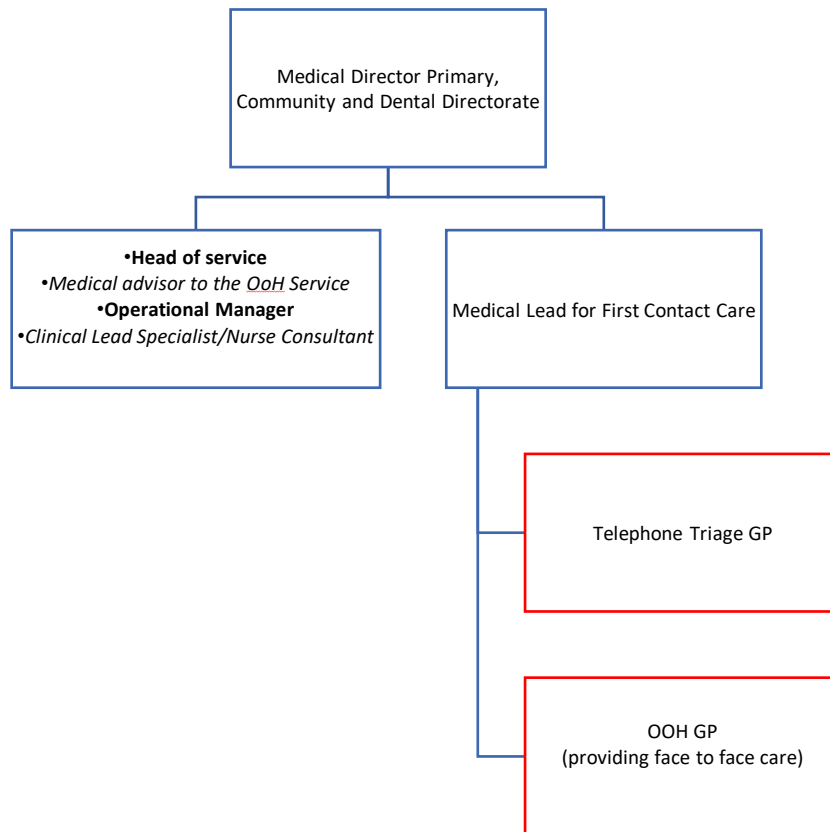 Medical Director Primary,
Community and Dental Directorate
•Head of service
•Medical advisor to the OoH Service
•Operational Manager
•Clinical Lead Specialist/Nurse Consultant
Medical Lead for First Contact Care
Telephone Triage GP
OOH GP
(providing face to face care)